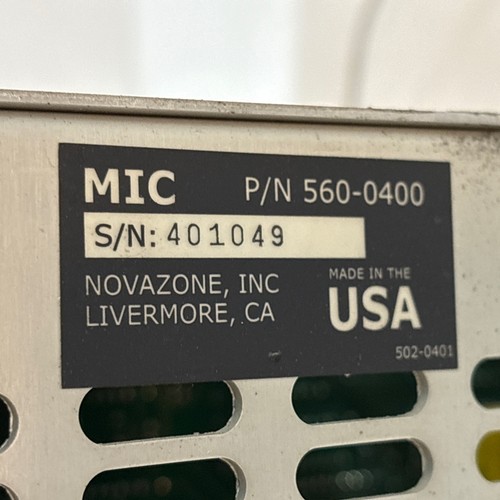 MIC P/N 560-0400
S/N: 401049
NOVAZONE, INC
LIVERMORE, CA
MADE IN THE
USA
502-0401